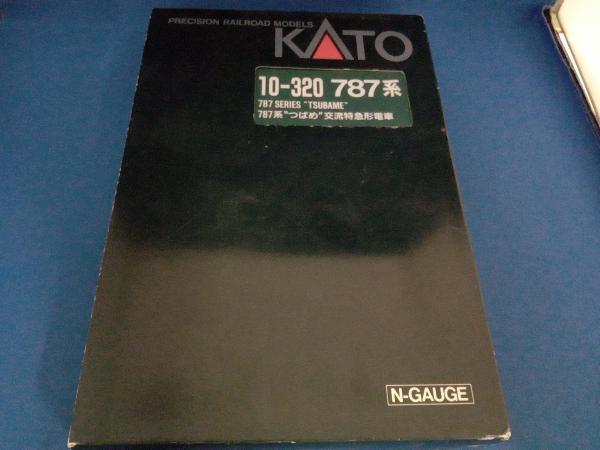 PRECISION RAILROAD MODELS
KATO
10-320 787系
787 SERIES "TSUBAME"
787系"つばめ"交流特急形電車
N-GAUGE